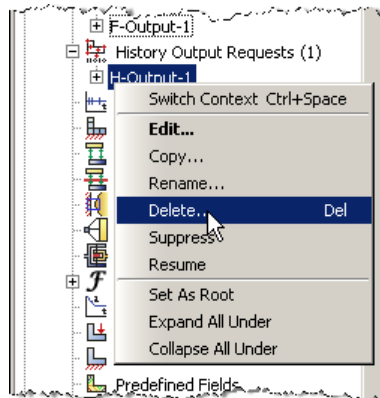 F-Output-1
History Output Requests (1)
H-Output-1
Switch Context Ctrl+Space
Edit...
Copy...
Rename...
Delete... Del
Suppress
Resume
Set As Root
Expand All Under
Collapse All Under
Predefined Fields